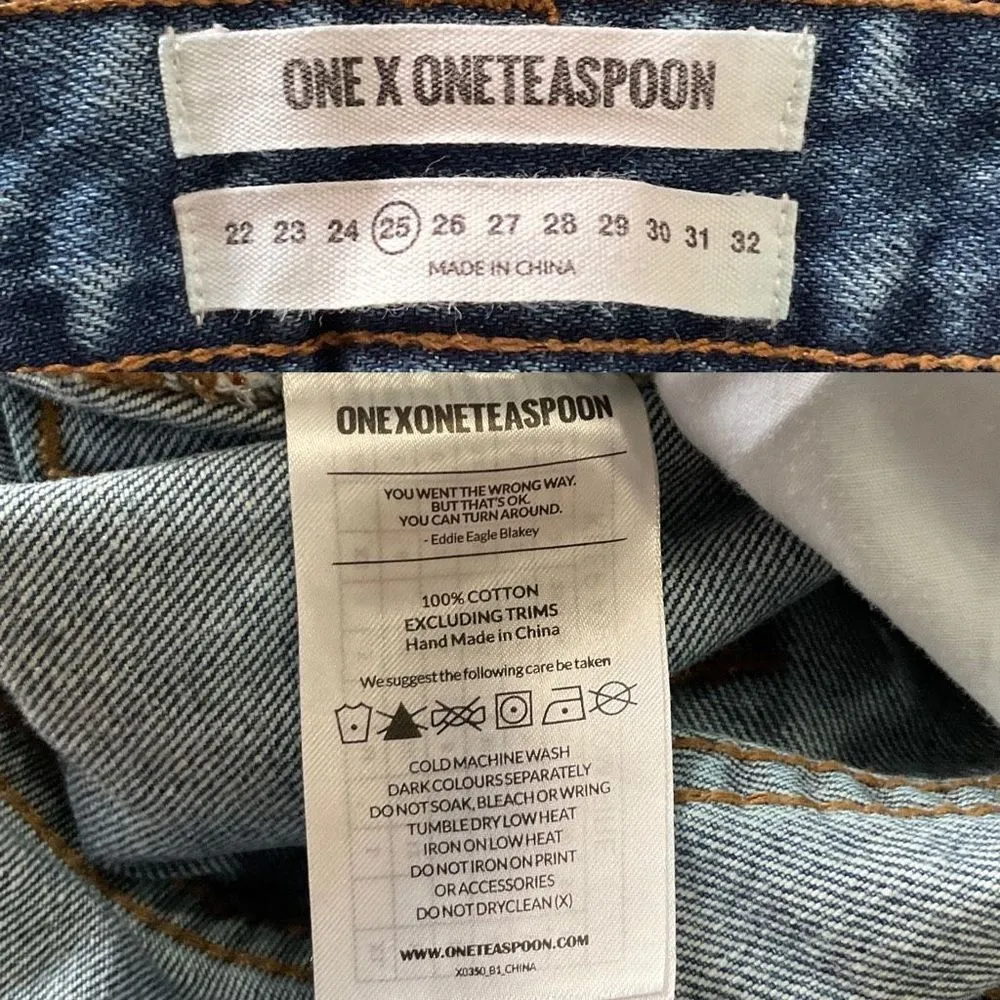 ONE X ONETEASPOON
22 23 24 25 26 27 28 29 30 31 32
MADE IN CHINA
ONEXONETEASPOON
YOU WENT THE WRONG WAY.
BUT THAT'S OK.
YOU CAN TURN AROUND.
- Eddie Eagle Blakey
100% COTTON
EXCLUDING TRIMS
Hand Made in China
We suggest the following care be taken
COLD MACHINE WASH
DARK COLOURS SEPARATELY
DO NOT SOAK, BLEACH OR WRING
TUMBLE DRY LOW HEAT
IRON ON LOW HEAT
DO NOT IRON ON PRINT
OR ACCESSORIES
DO NOT DRYCLEAN (X)
WWW.ONETEASPOON.COM
X0350_B1_CHINA